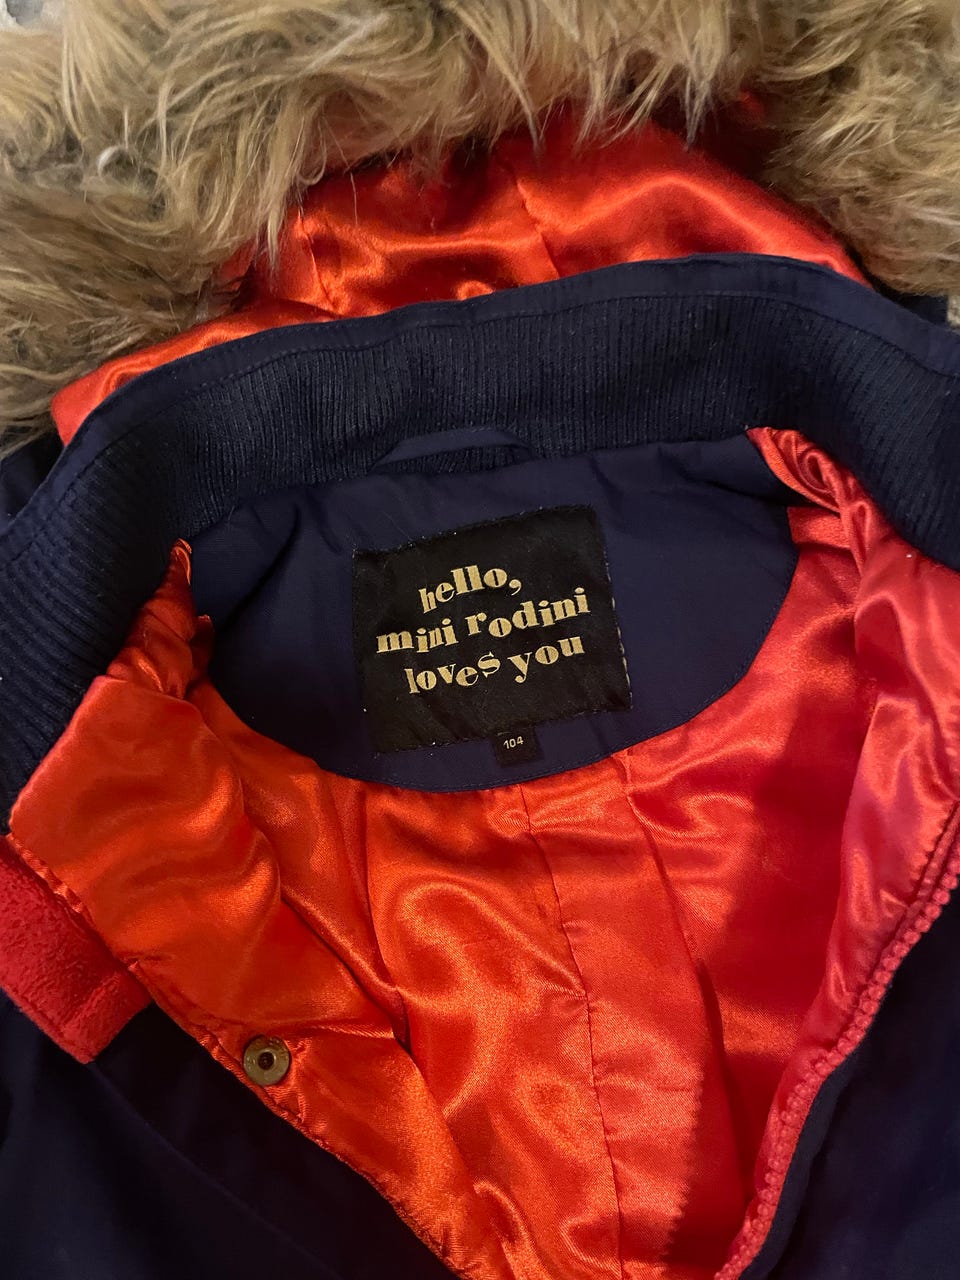 hello,
mini rodini
loves you
104